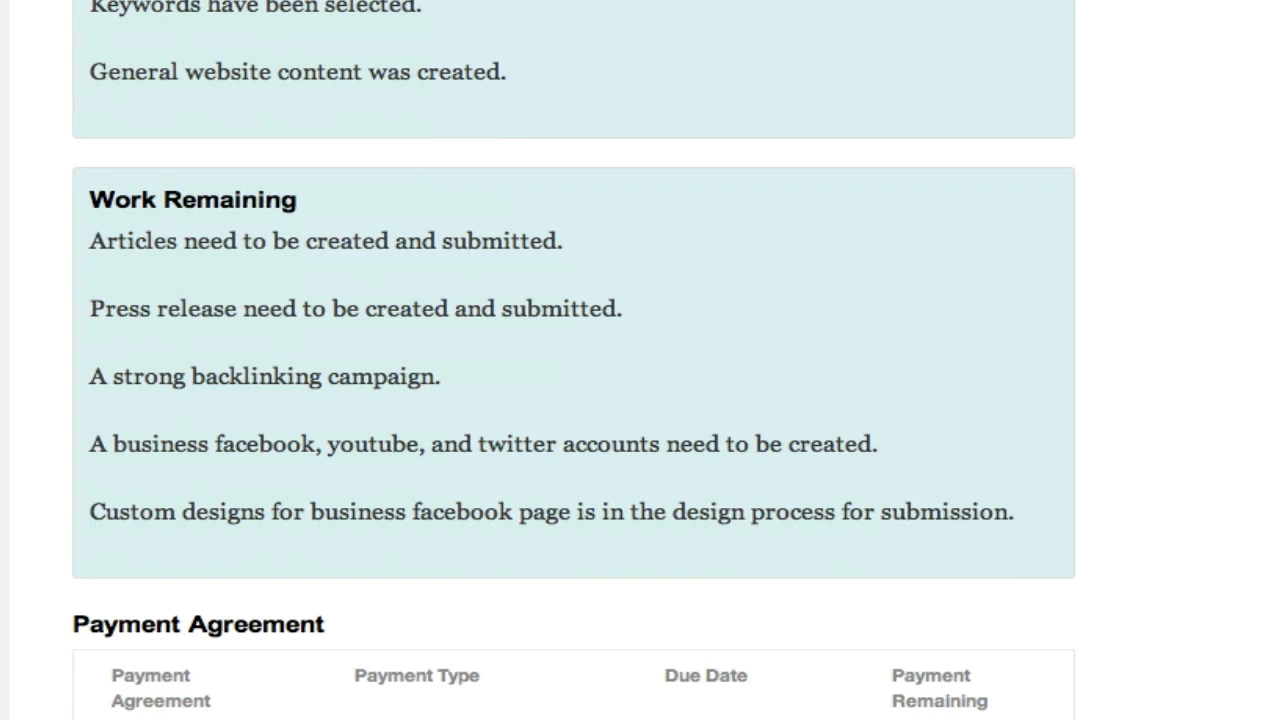 Keywords have been selected.
General website content was created.
Work Remaining
Articles need to be created and submitted.
Press release need to be created and submitted.
A strong backlinking campaign.
A business facebook, youtube, and twitter accounts need to be created.
Custom designs for business facebook page is in the design process for submission.
Payment Agreement
Payment Agreement
Payment Type
Due Date
Payment Remaining